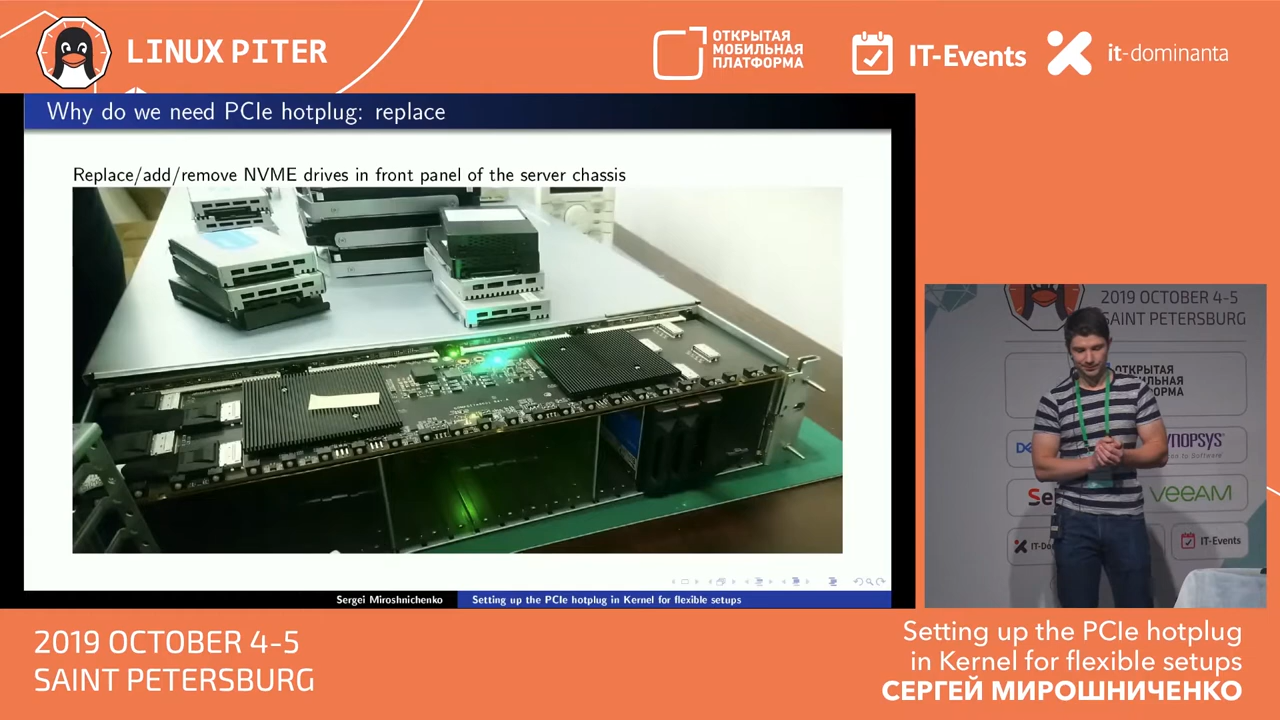 LINUX PITER
ОТКРЫТАЯ
МОБИЛЬНАЯ
ПЛАТФОРМА
IT-Events
it-dominanta
Why do we need PCIe hotplug: replace
Replace/add/remove NVME drives in front panel of the server chassis
Sergei Miroshnichenko
Setting up the PCIe hotplug in Kernel for flexible setups
2019 OCTOBER 4-5
SAINT PETERSBURG
VEEAM
IT-Events
2019 OCTOBER 4-5
SAINT PETERSBURG
Setting up the PCIe hotplug
in Kernel for flexible setups
СЕРГЕЙ МИРОШНИЧЕНКО